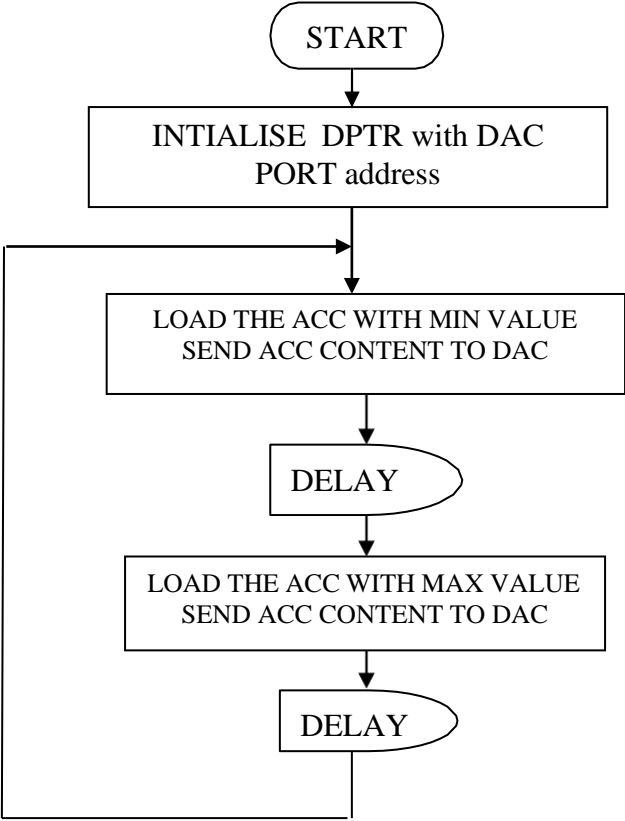 START
INTIALISE DPTR with DAC
PORT address
LOAD THE ACC WITH MIN VALUE
SEND ACC CONTENT TO DAC
DELAY
LOAD THE ACC WITH MAX VALUE
SEND ACC CONTENT TO DAC
DELAY